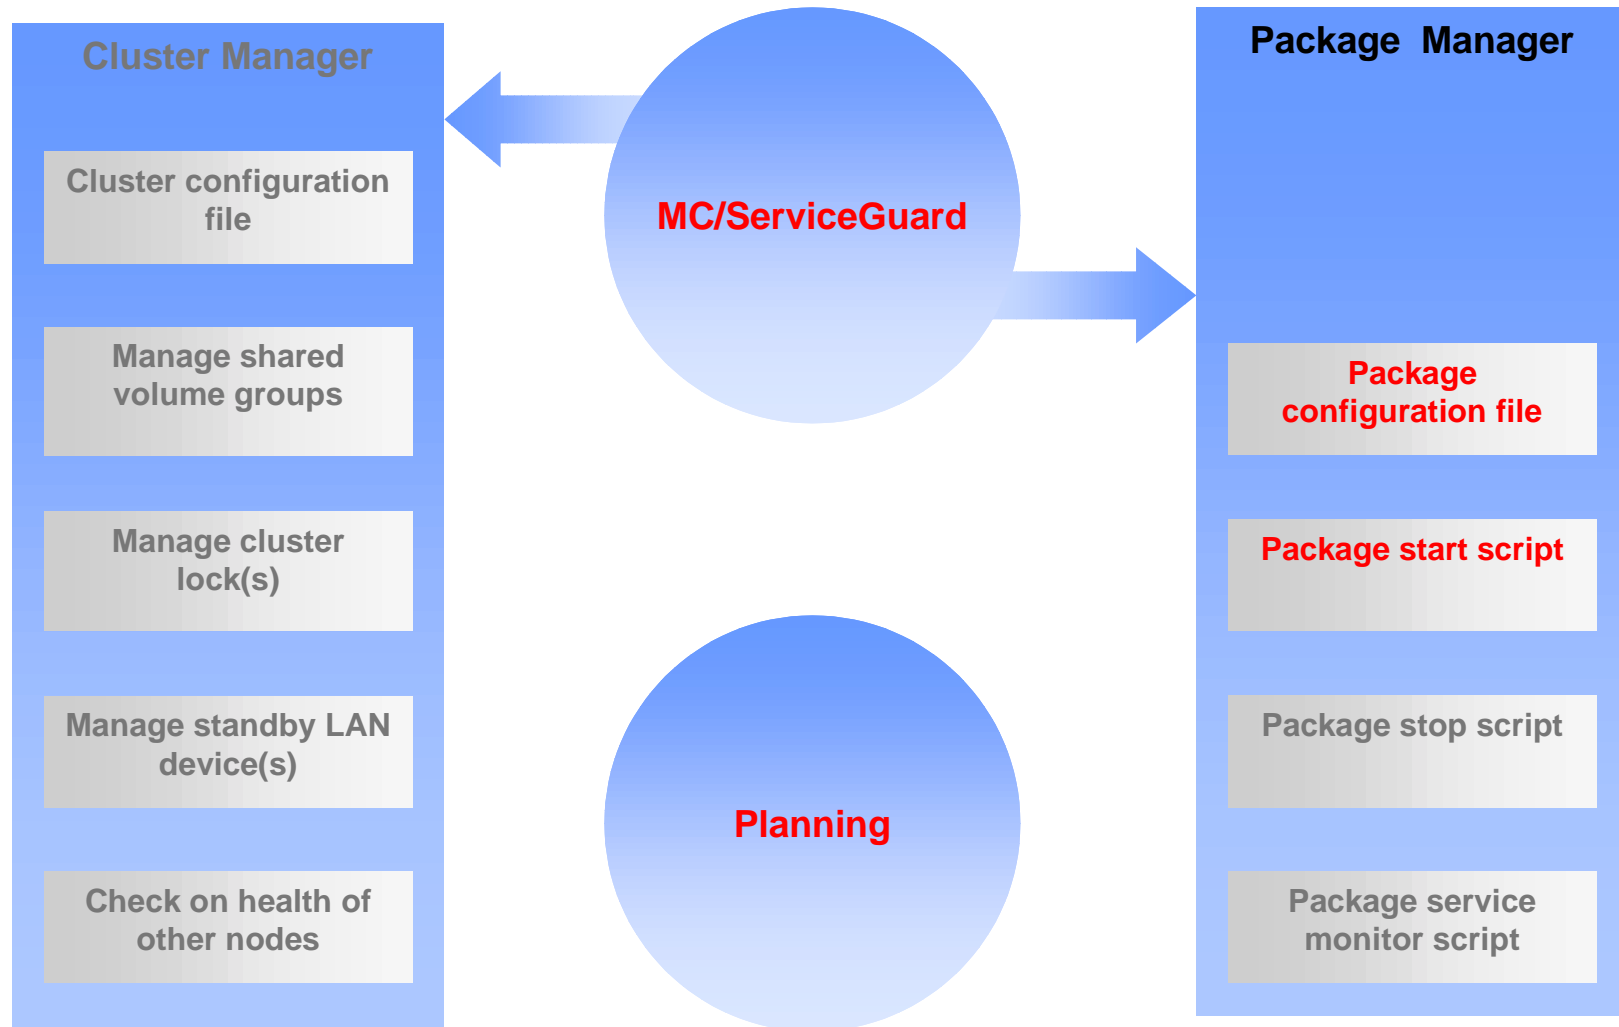 Cluster Manager
Cluster configuration
file
Manage shared
volume groups
Manage cluster
lock(s)
Manage standby LAN
device(s)
Check on health of
other nodes
MC/ServiceGuard
Planning
Package Manager
Package
configuration file
Package start script
Package stop script
Package service
monitor script